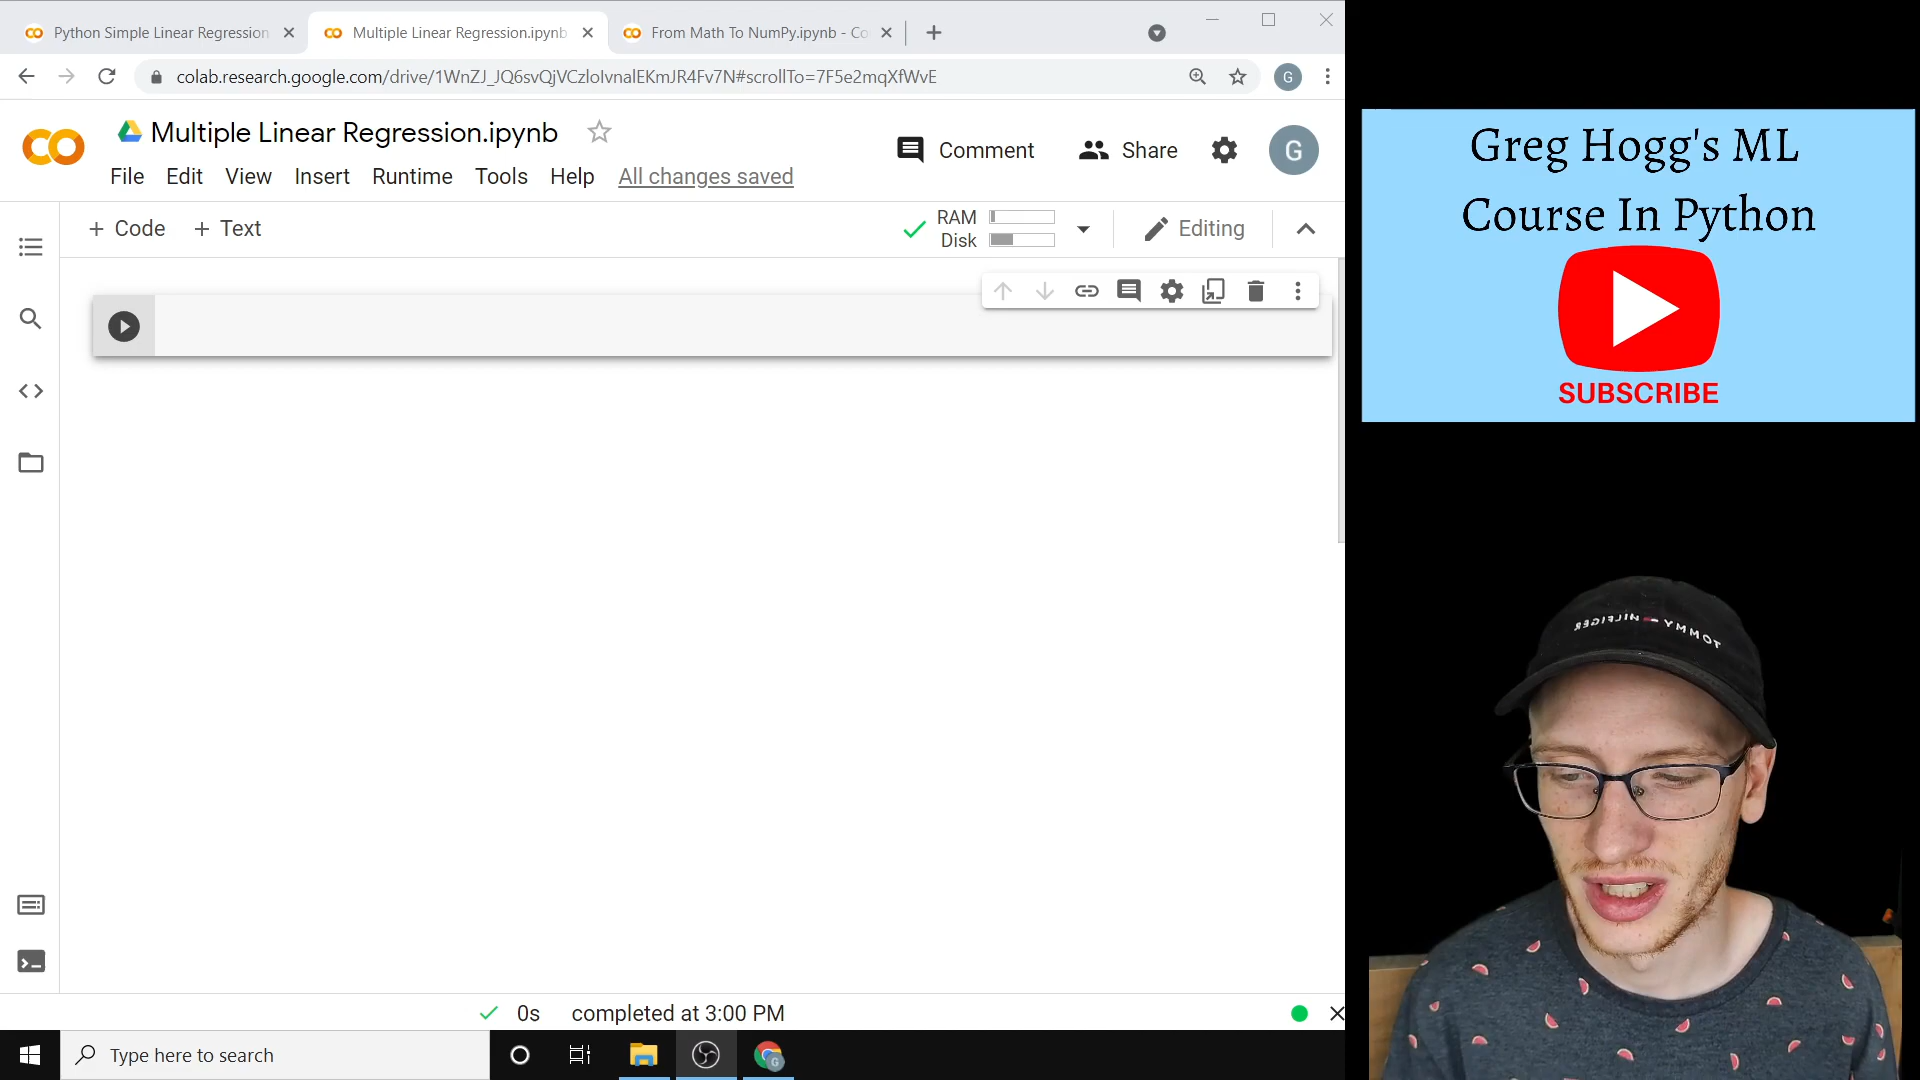 Python Simple Linear Regression
Multiple Linear Regression.ipynb
From Math To NumPy.ipynb - Co
colab.research.google.com/drive/1WnZJ_JQ6svQjVCzloIvnalEKmJR4Fv7N#scrollTo=7F5e2mqXfWvE
G
Multiple Linear Regression.ipynb
Comment
Share
G
File Edit View Insert Runtime Tools Help All changes saved
+ Code + Text
RAM
Disk
Editing
0s completed at 3:00 PM
Type here to search
G
Greg Hogg's ML
Course In Python
SUBSCRIBE
TOMMY HILFIGER